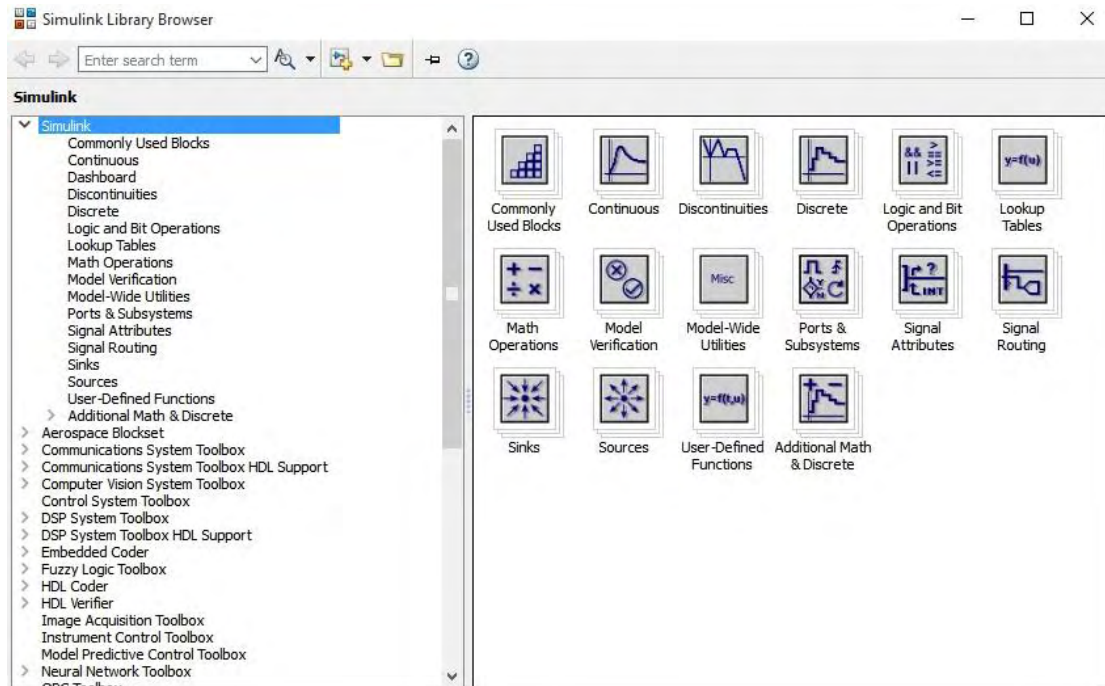 Simulink Library Browser
Enter search term
Simulink
Simulink
Commonly Used Blocks
Continuous
Dashboard
Discontinuities
Discrete
Logic and Bit Operations
Lookup Tables
Math Operations
Model Verification
Model-Wide Utilities
Ports & Subsystems
Signal Attributes
Signal Routing
Sinks
Sources
User-Defined Functions
Additional Math & Discrete
Aerospace Blockset
Communications System Toolbox
Communications System Toolbox HDL Support
Computer Vision System Toolbox
Control System Toolbox
DSP System Toolbox
DSP System Toolbox HDL Support
Embedded Coder
Fuzzy Logic Toolbox
HDL Coder
HDL Verifier
Image Acquisition Toolbox
Instrument Control Toolbox
Model Predictive Control Toolbox
Neural Network Toolbox
&& >
== 
|| >=
<=
y=f(u)
Commonly
Used Blocks
Continuous
Discontinuities
Discrete
Logic and Bit
Operations
Lookup
Tables
+ −
÷ ×
Misc
Y
N
?
INT
Math
Operations
Model
Verification
Model-Wide
Utilities
Ports &
Subsystems
Signal
Attributes
Signal
Routing
y=f(t,u)
+ −
Sinks
Sources
User-Defined
Functions
Additional Math
& Discrete